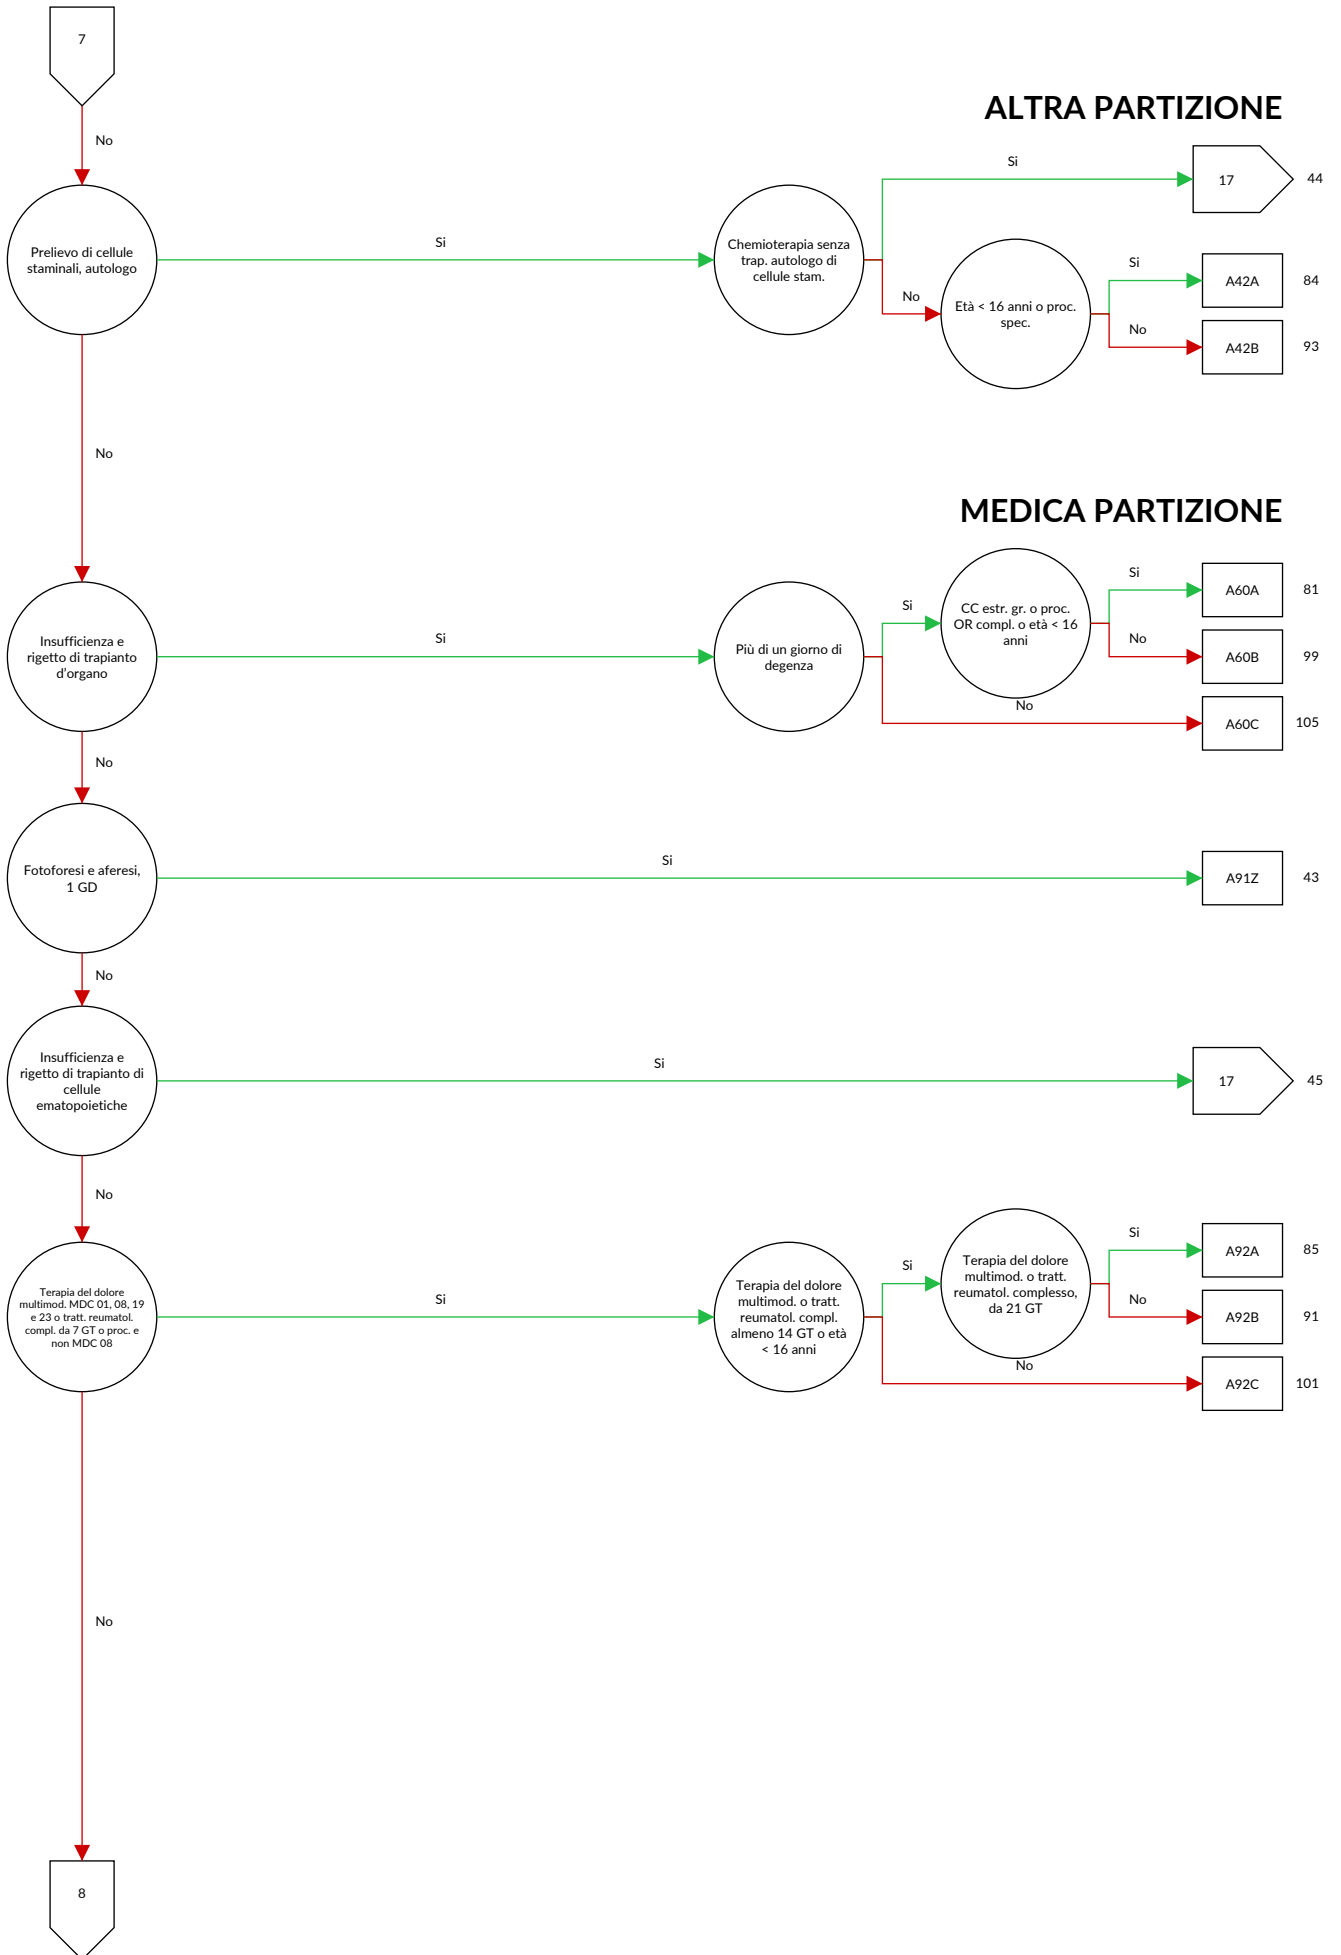 7
No
ALTRA PARTIZIONE
Prelievo di cellule
staminali, autologo
Si
Chemioterapia senza
trap. autologo di
cellule stam.
Si
17
44
No
Età < 16 anni o proc.
spec.
Si
A42A
84
No
A42B
93
No
MEDICA PARTIZIONE
Insufficienza e
rigetto di trapianto
d'organo
Si
Più di un giorno di
degenza
Si
CC estr. gr. o proc.
OR compl. o età < 16
anni
Si
A60A
81
No
A60B
99
No
A60C
105
No
Fotoforesi e aferesi,
1 GD
Si
A91Z
43
No
Insufficienza e
rigetto di trapianto di
cellule
ematopoietiche
Si
17
45
No
Terapia del dolore
multimod. MDC 01, 08, 19
e 23 o tratt. reumatol.
compl. da 7 GT o proc. e
non MDC 08
Si
Terapia del dolore
multimod. o tratt.
reumatol. compl.
almeno 14 GT o età
< 16 anni
Si
Terapia del dolore
multimod. o tratt.
reumatol. complesso,
da 21 GT
Si
A92A
85
No
A92B
91
No
A92C
101
No
8